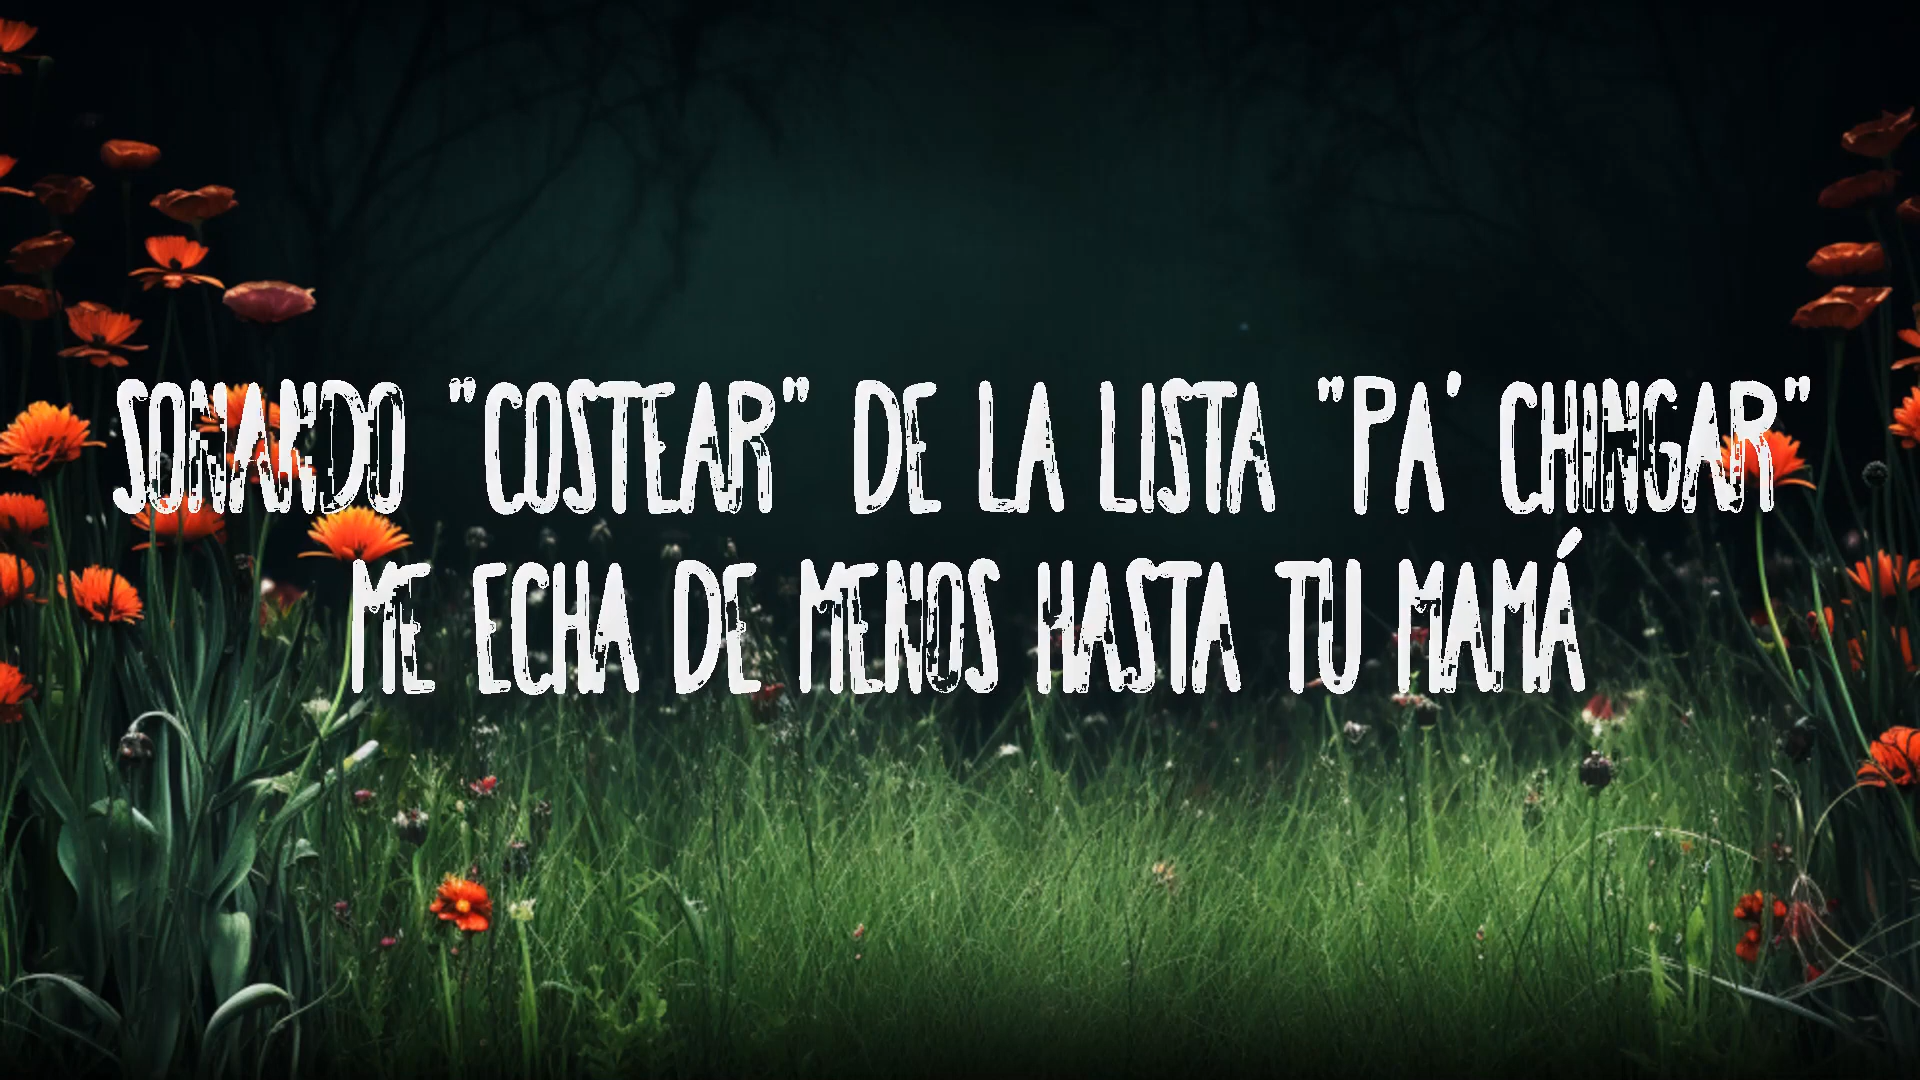 SONANDO "COSTEAR" DE LA LISTA "PA' CHINGAR"
ME ECHA DE MENOS HASTA TU MAMÁ